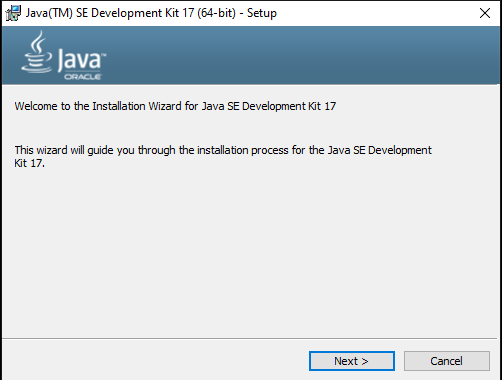 Java(TM) SE Development Kit 17 (64-bit) - Setup
Java
ORACLE
Welcome to the Installation Wizard for Java SE Development Kit 17
This wizard will guide you through the installation process for the Java SE Development
Kit 17.
Next >
Cancel